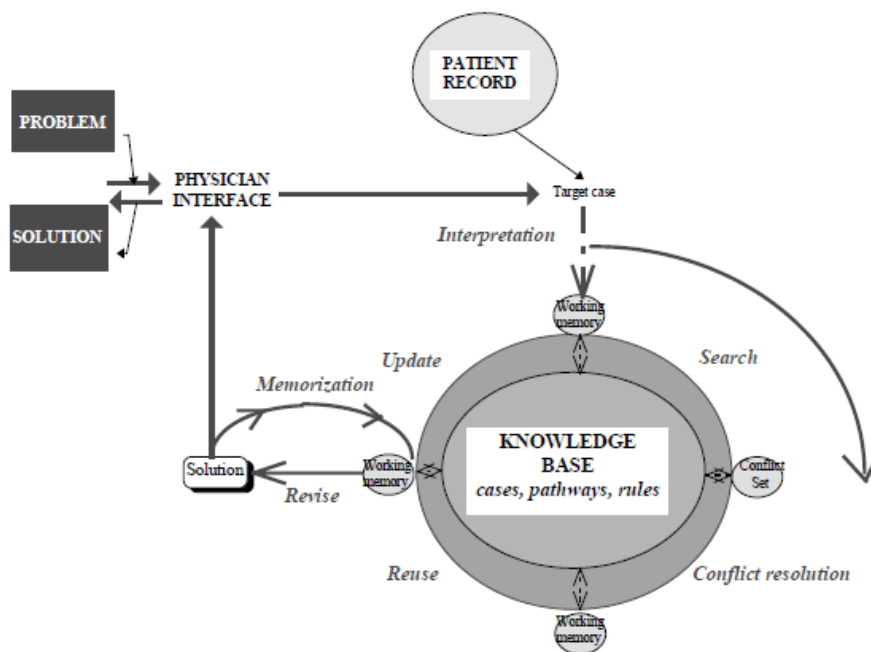 PATIENT
RECORD
PROBLEM
PHYSICIAN
INTERFACE
Target case
SOLUTION
Interpretation
Working
memory
Update
Search
Memorization
KNOWLEDGE
BASE
cases, pathways, rules
Solution
Working
memory
Conflict
Set
Revise
Reuse
Conflict resolution
Working
memory